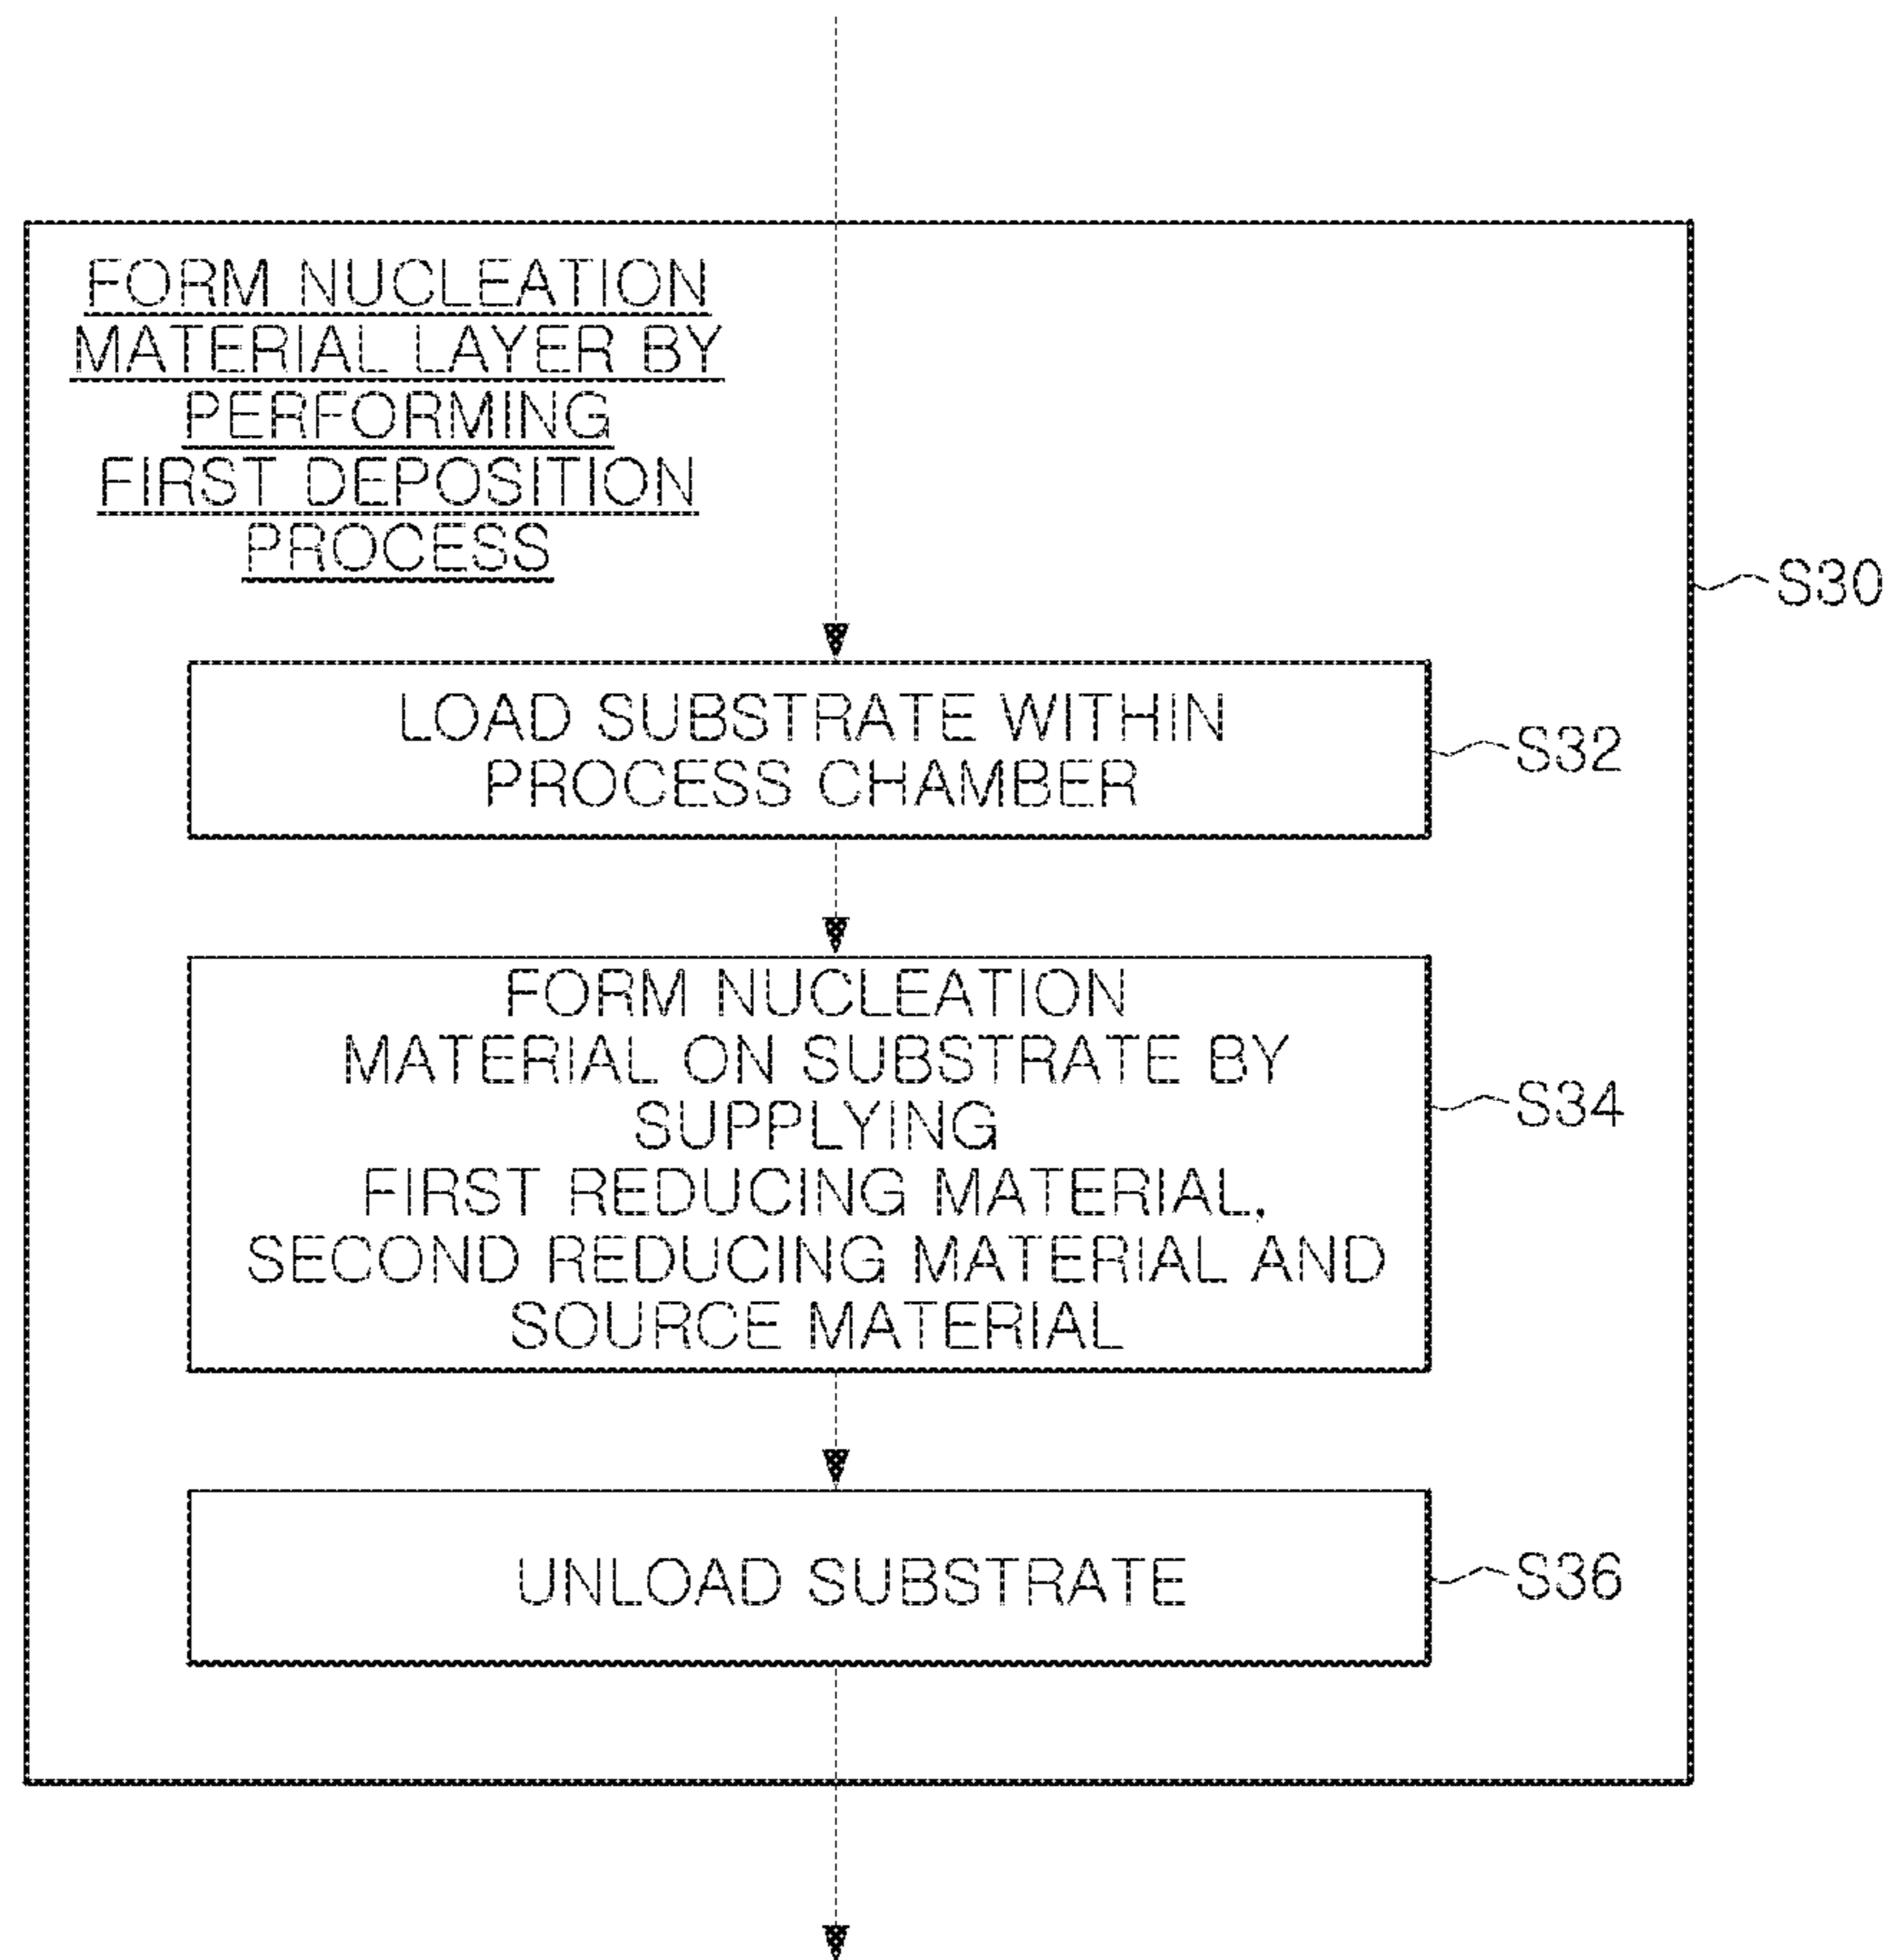 FORM NUCLEATION
MATERIAL LAYER BY
PERFORMING
FIRST DEPOSITION
PROCESS
S30
LOAD SUBSTRATE WITHIN
PROCESS CHAMBER
S32
FORM NUCLEATION
MATERIAL ON SUBSTRATE BY
SUPPLYING
FIRST REDUCING MATERIAL,
SECOND REDUCING MATERIAL AND
SOURCE MATERIAL
S34
UNLOAD SUBSTRATE
S36